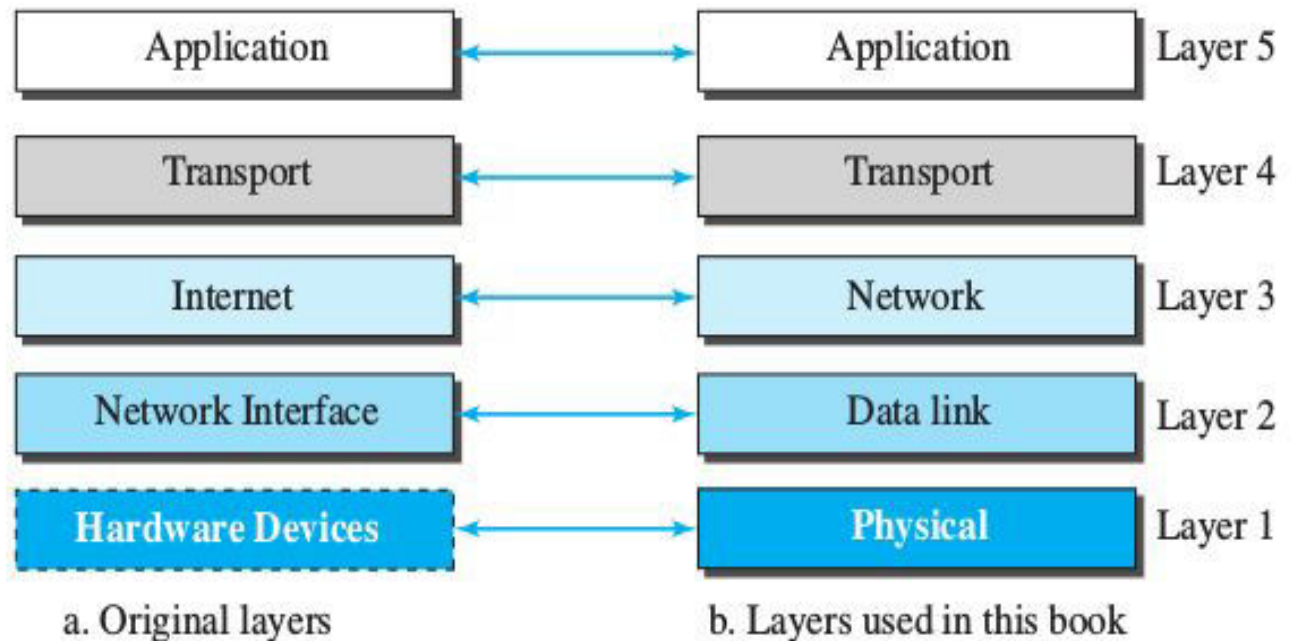 Application Application Layer 5
Transport Transport Layer 4
Internet Network Layer 3
Network Interface Data link Layer 2
Hardware Devices Physical Layer 1
a. Original layers b. Layers used in this book